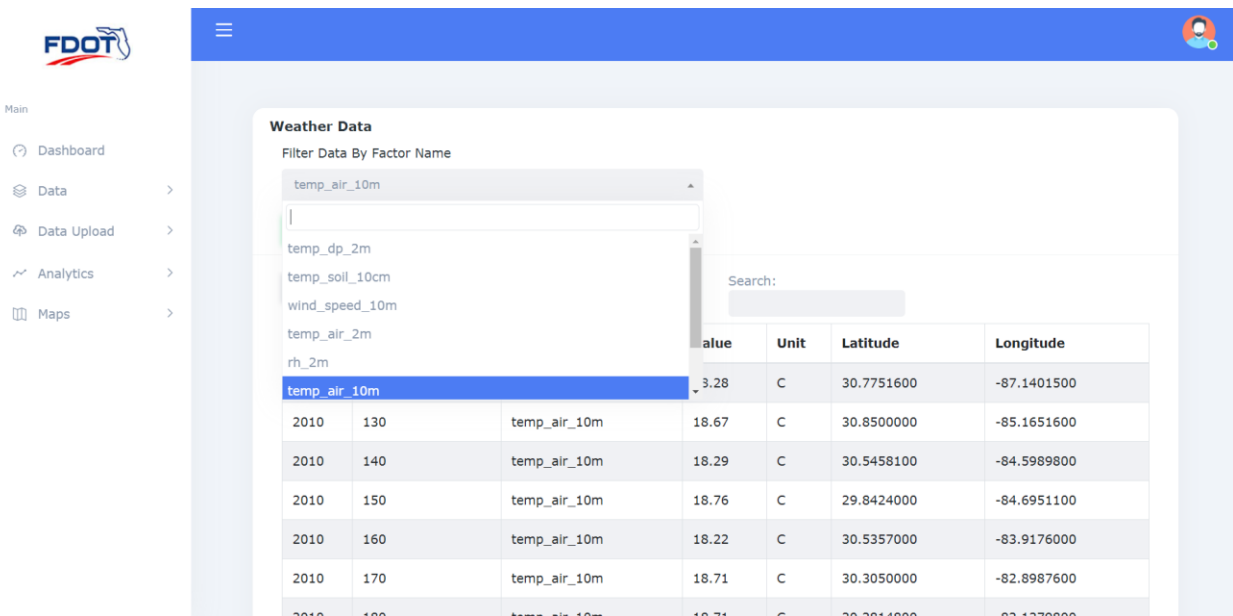 FDOT
Main
Dashboard
Data
Data Upload
Analytics
Maps
Weather Data
Filter Data By Factor Name
temp_air_10m
temp_dp_2m
temp_soil_10cm
wind_speed_10m
temp_air_2m
rh_2m
temp_air_10m
Search:
alue Unit Latitude Longitude
8.28 C 30.7751600 -87.1401500
2010 130 temp_air_10m 18.67 C 30.8500000 -85.1651600
2010 140 temp_air_10m 18.29 C 30.5458100 -84.5989800
2010 150 temp_air_10m 18.76 C 29.8424000 -84.6951100
2010 160 temp_air_10m 18.22 C 30.5357000 -83.9176000
2010 170 temp_air_10m 18.71 C 30.3050000 -82.8987600